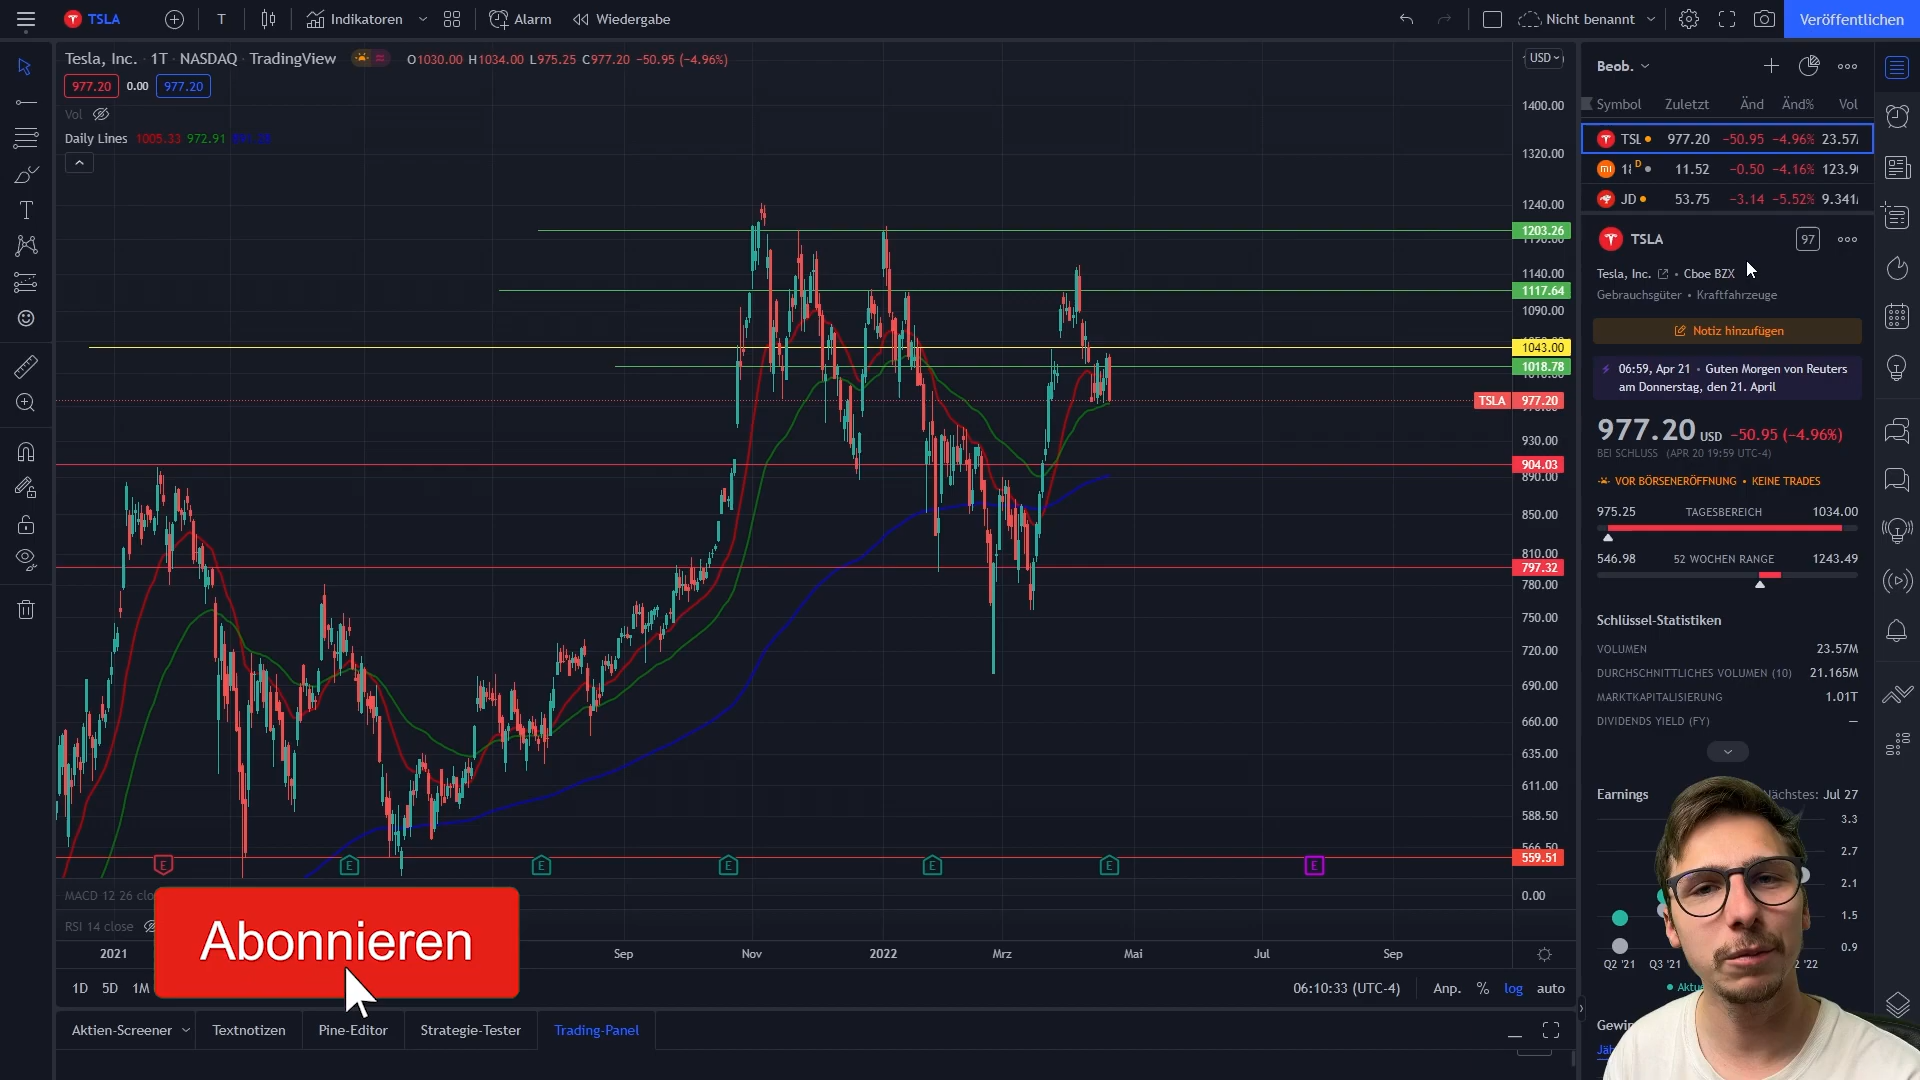 TSLA
T
Indikatoren
Alarm
Wiedergabe
Nicht benannt
Veröffentlichen
Tesla, Inc. · 1T · NASDAQ · TradingView
O1030.00 H1034.00 L975.25 C977.20 −50.95 (−4.96%)
USD
977.20 0.00 977.20
Vol
Daily Lines 1005.33 972.91
1400.00
1320.00
1240.00
1203.26
1140.00
1117.64
1090.00
1043.00
1018.78
TSLA 977.20
930.00
904.03
890.00
850.00
810.00
797.32
780.00
750.00
720.00
690.00
660.00
635.00
611.00
588.50
559.51
E E E E E E E
MACD 12 26 clo
0.00
RSI 14 close
Abonnieren
2021 Sep Nov 2022 Mrz Mai Jul Sep
1D 5D 1M
06:10:33 (UTC-4) Anp. % log auto
Aktien-Screener Textnotizen Pine-Editor Strategie-Tester Trading-Panel
Beob.
Symbol Zuletzt Änd Änd% Vol
TSL 977.20 −50.95 −4.96% 23.57
D 11.52 −0.50 −4.16% 123.9
JD 53.75 −3.14 −5.52% 9.341
TSLA
97
Tesla, Inc. • Cboe BZX
Gebrauchsgüter • Kraftfahrzeuge
Notiz hinzufügen
06:59, Apr 21 • Guten Morgen von Reuters
am Donnerstag, den 21. April
977.20 USD −50.95 (−4.96%)
BEI SCHLUSS (APR 20 19:59 UTC-4)
VOR BÖRSENERÖFFNUNG • KEINE TRADES
975.25 TAGESBEREICH 1034.00
546.98 52 WOCHEN RANGE 1243.49
Schlüssel-Statistiken
VOLUMEN 23.57M
DURCHSCHNITTLICHES VOLUMEN (10) 21.165M
MARKTKAPITALISIERUNG 1.01T
DIVIDENDS YIELD (FY) —
Earnings
Nächstes: Jul 27
3.3
2.7
2.1
1.5
0.9
Q2 '21 Q3 '21 '22